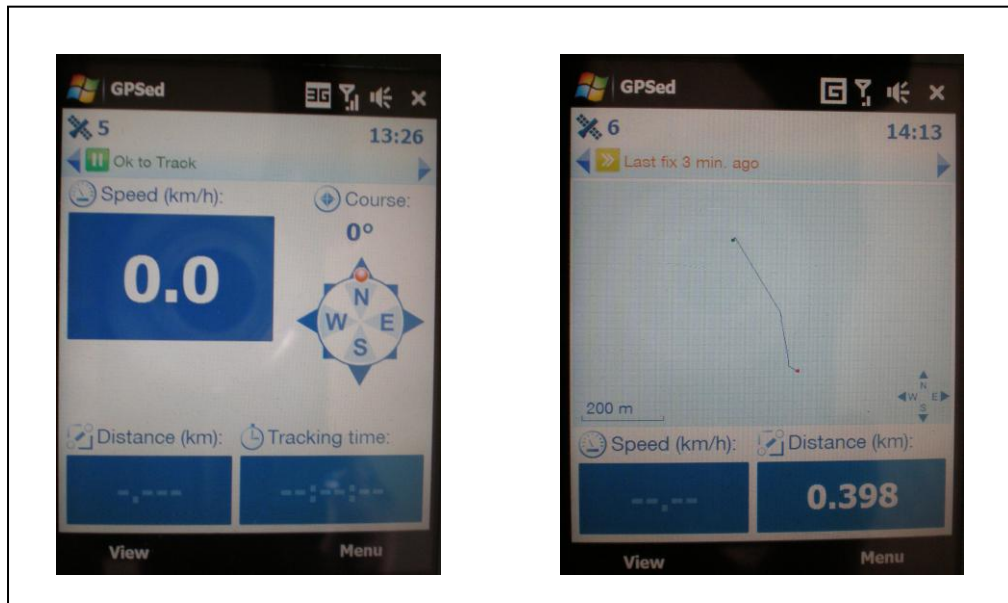 GPSed
3G
5
13:26
Ok to Track
Speed (km/h):
Course:
0.0
0°
N
W E
S
Distance (km):
Tracking time:
-.---
--:--:--
View
Menu
GPSed
G
6
14:13
Last fix 3 min. ago
N
W E
S
200 m
Speed (km/h):
Distance (km):
--.--
0.398
View
Menu